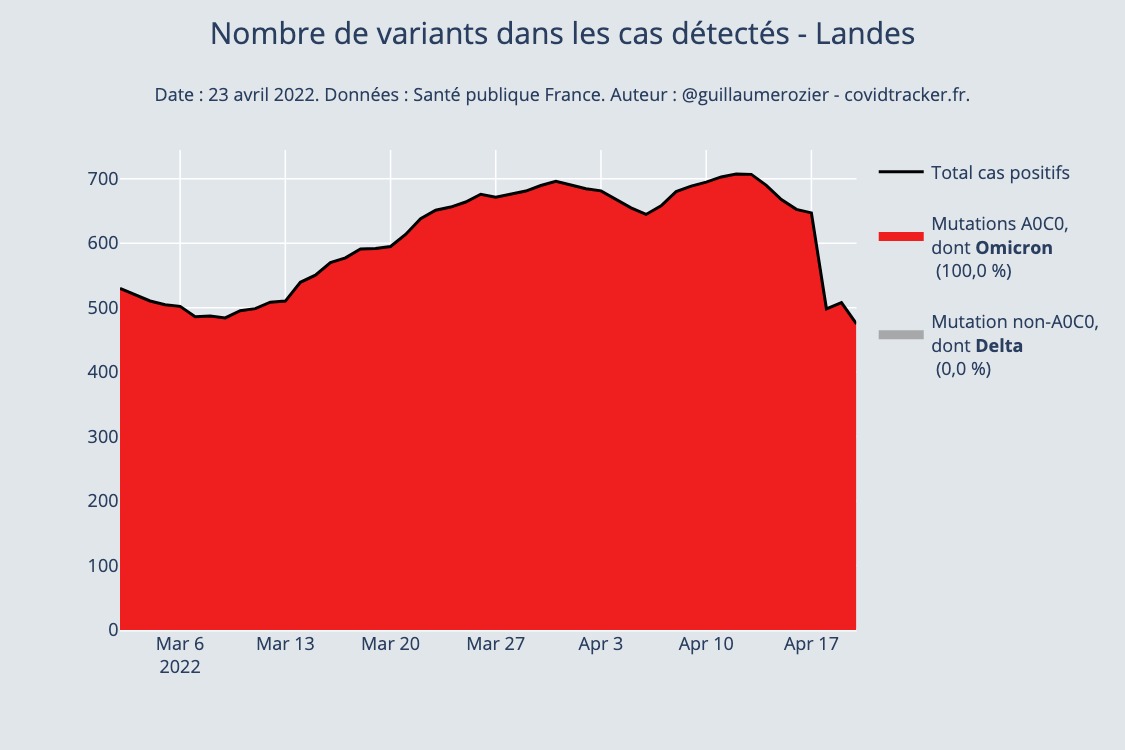 Nombre de variants dans les cas détectés - Landes
Date : 23 avril 2022. Données : Santé publique France. Auteur : @guillaumerozier - covidtracker.fr.
700
600
500
400
300
200
100
0
Mar 6
2022
Mar 13
Mar 20
Mar 27
Apr 3
Apr 10
Apr 17
Total cas positifs
Mutations A0C0,
dont Omicron
(100,0 %)
Mutation non-A0C0,
dont Delta
(0,0 %)